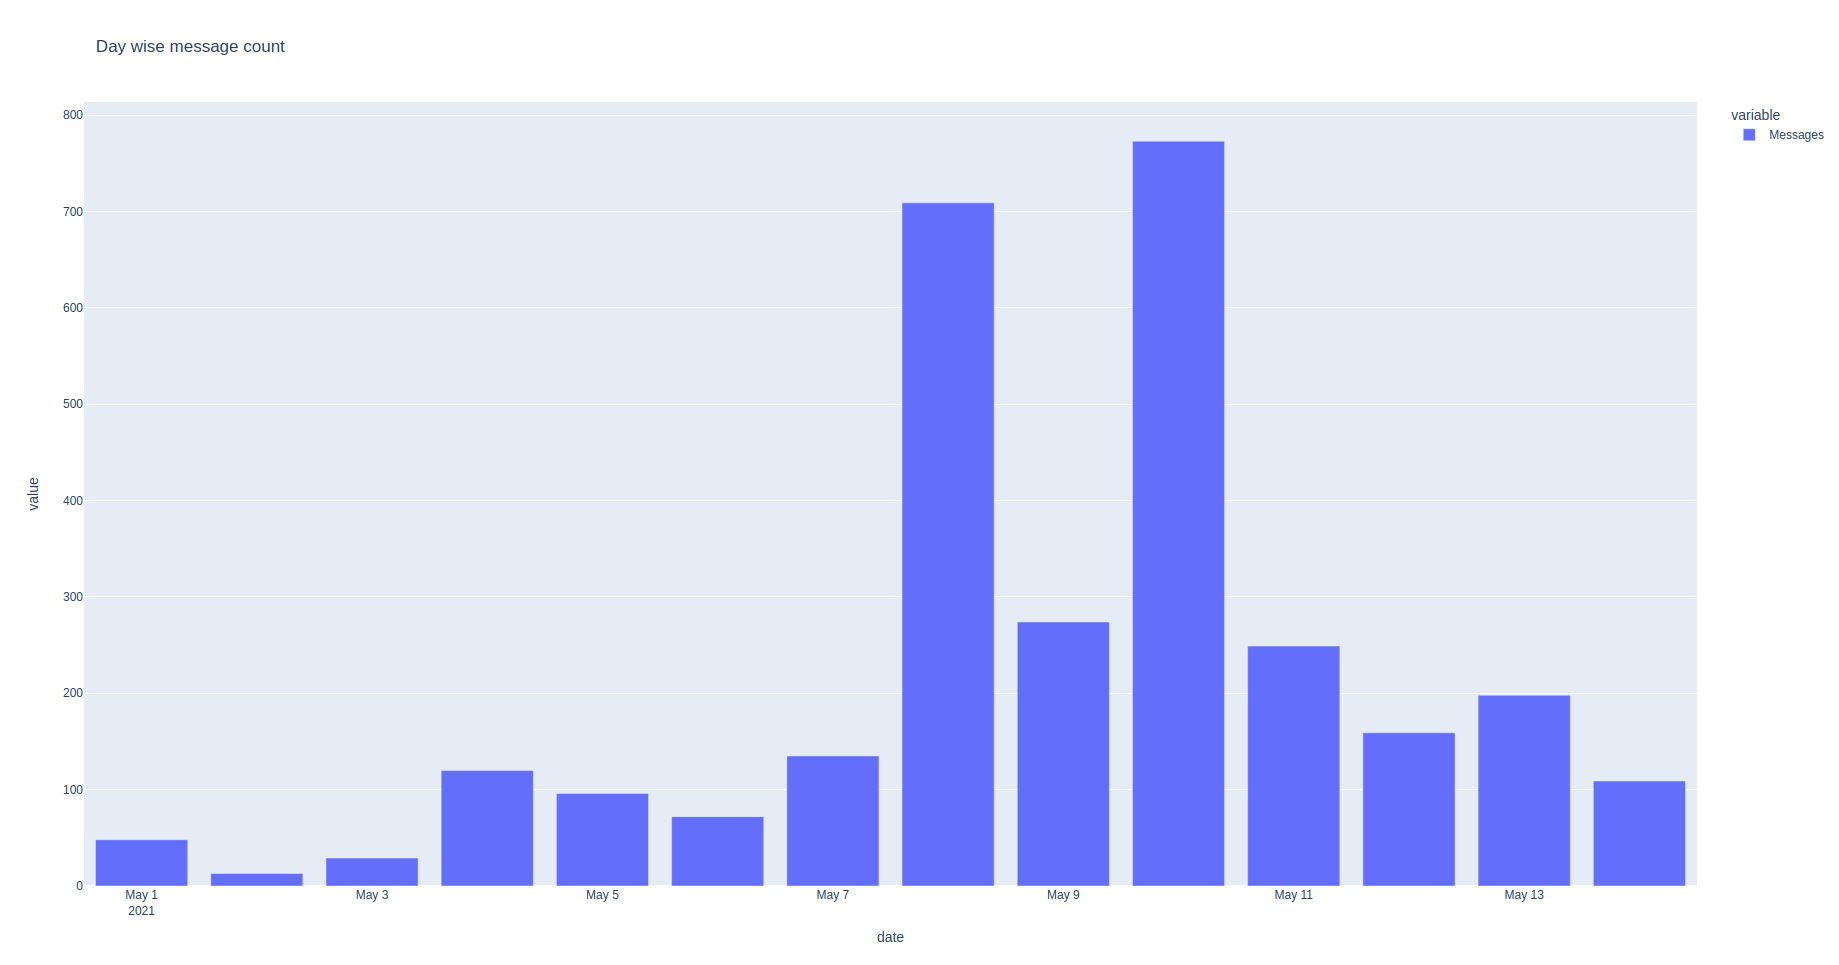 Day wise message count
variable
Messages
800
700
600
500
400
300
200
100
0
value
May 1
2021
May 3
May 5
May 7
May 9
May 11
May 13
date